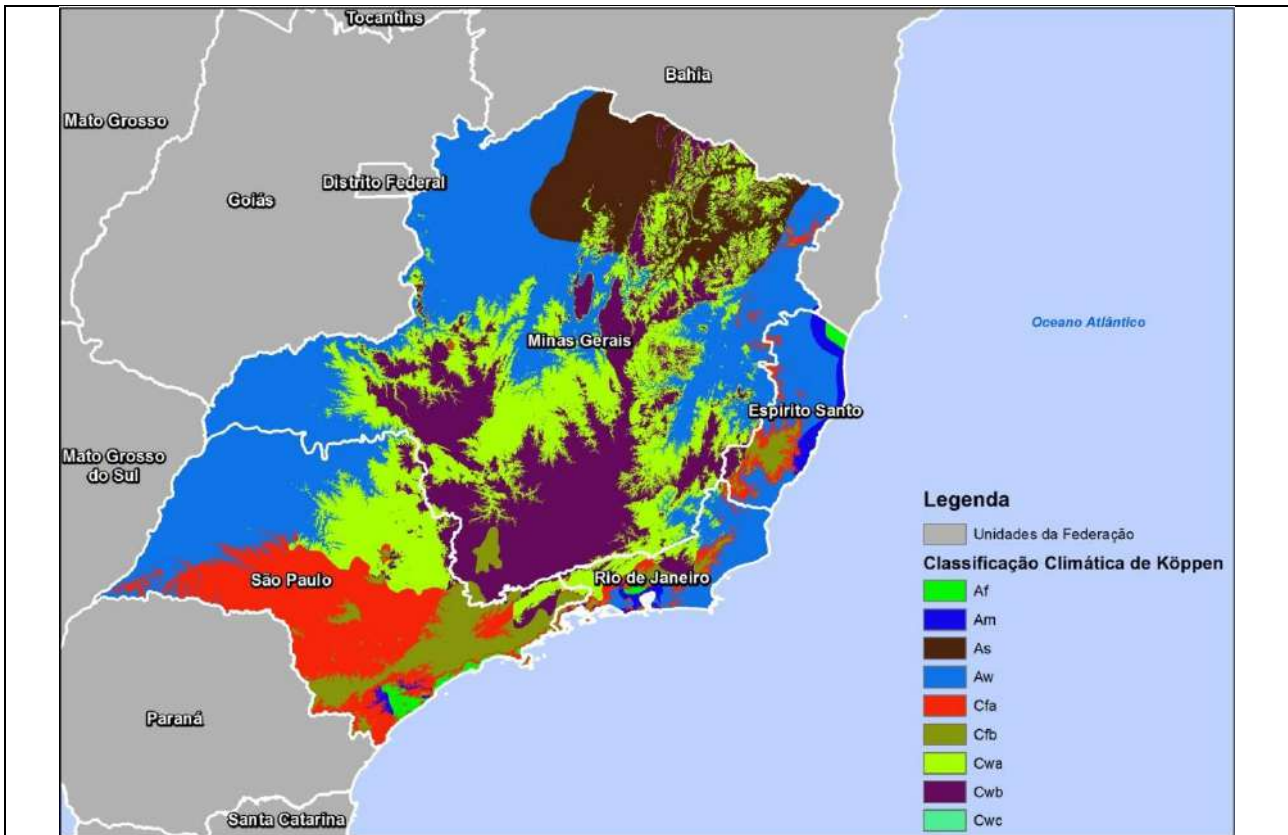 Tocantins
Bahia
Mato Grosso
Distrito Federal
Goiás
Oceano Atlântico
Minas Gerais
Espírito Santo
Mato Grosso
do Sul
Legenda
Unidades da Federação
Classificação Climática de Köppen
São Paulo
Rio de Janeiro
Af
Am
As
Aw
Cfa
Paraná
Cfb
Cwa
Cwb
Santa Catarina
Cwc